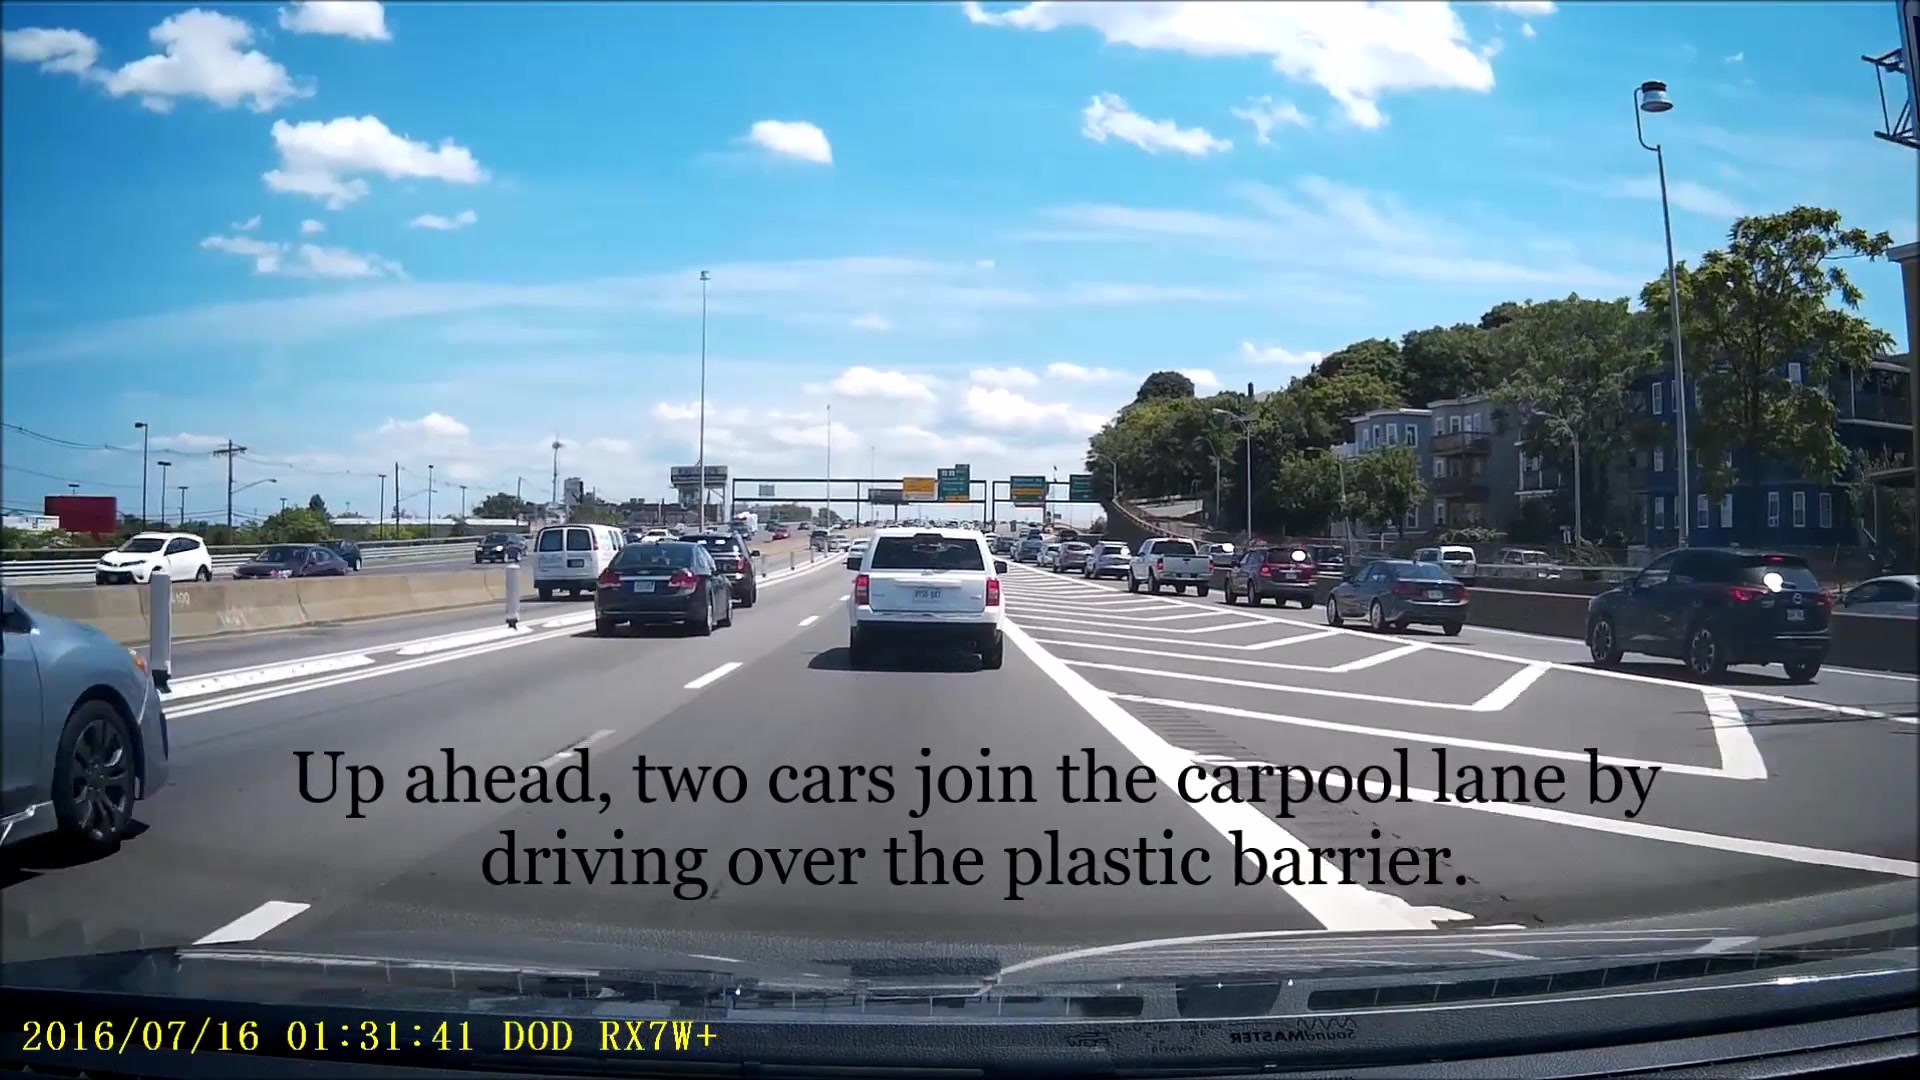 Up ahead, two cars join the carpool lane by
driving over the plastic barrier.
2016/07/16 01:31:41 DOD RX7W+
SoundMASTER